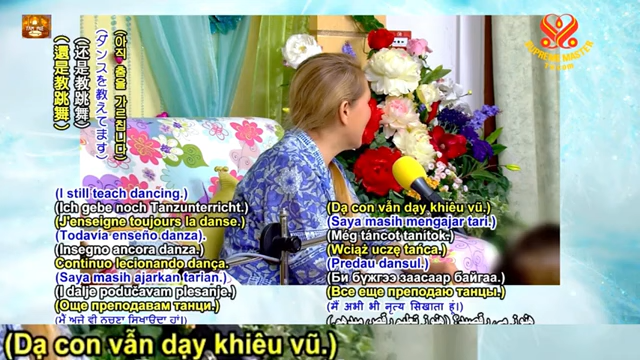 SUPREME MASTER
(아직 춤을 가르칩니다)
(ダンスを教えてます)
(还是教跳舞)
(還是教跳舞)
(I still teach dancing.)
(Ich gebe noch Tanzunterricht.)
(J'enseigne toujours la danse.)
(Todavía enseño danza).
(Insegno ancora danza.)
Continuo lecionando dança.
(Saya masih ajarkan tarian.)
(I dalje podučavam plesanje.)
(Още преподавам танци.)
(Dạ con vẫn dạy khiêu vũ.)
(Saya masih mengajar tari.)
(Még táncot tanítok.)
(Wciąż uczę tańca.)
(Predau dansul.)
(Би бүжгээ заасаар байгаа.)
(Все еще преподаю танцы.)
(मैं अभी भी नृत्य सिखाता हूं।)
(Dạ con vẫn dạy khiêu vũ.)